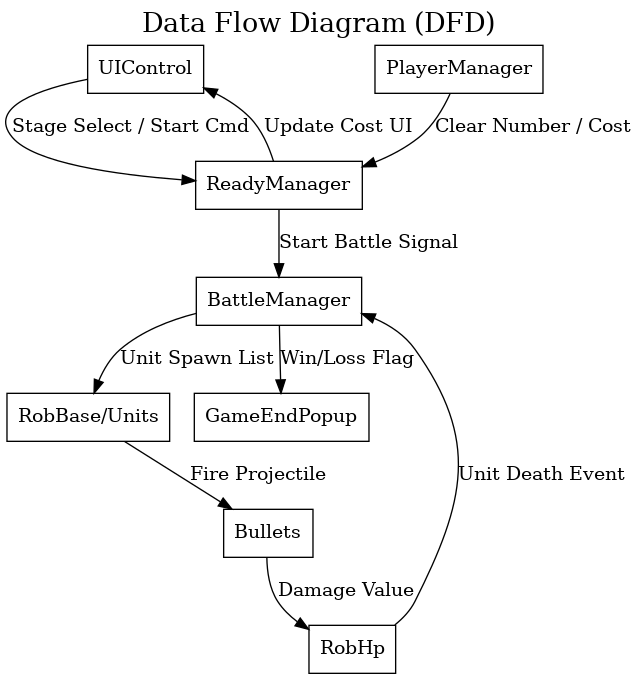 Data Flow Diagram (DFD)
UIControl
PlayerManager
Stage Select / Start Cmd
Update Cost UI
Clear Number / Cost
ReadyManager
Start Battle Signal
BattleManager
Unit Spawn List
Win/Loss Flag
RobBase/Units
GameEndPopup
Fire Projectile
Unit Death Event
Bullets
Damage Value
RobHp